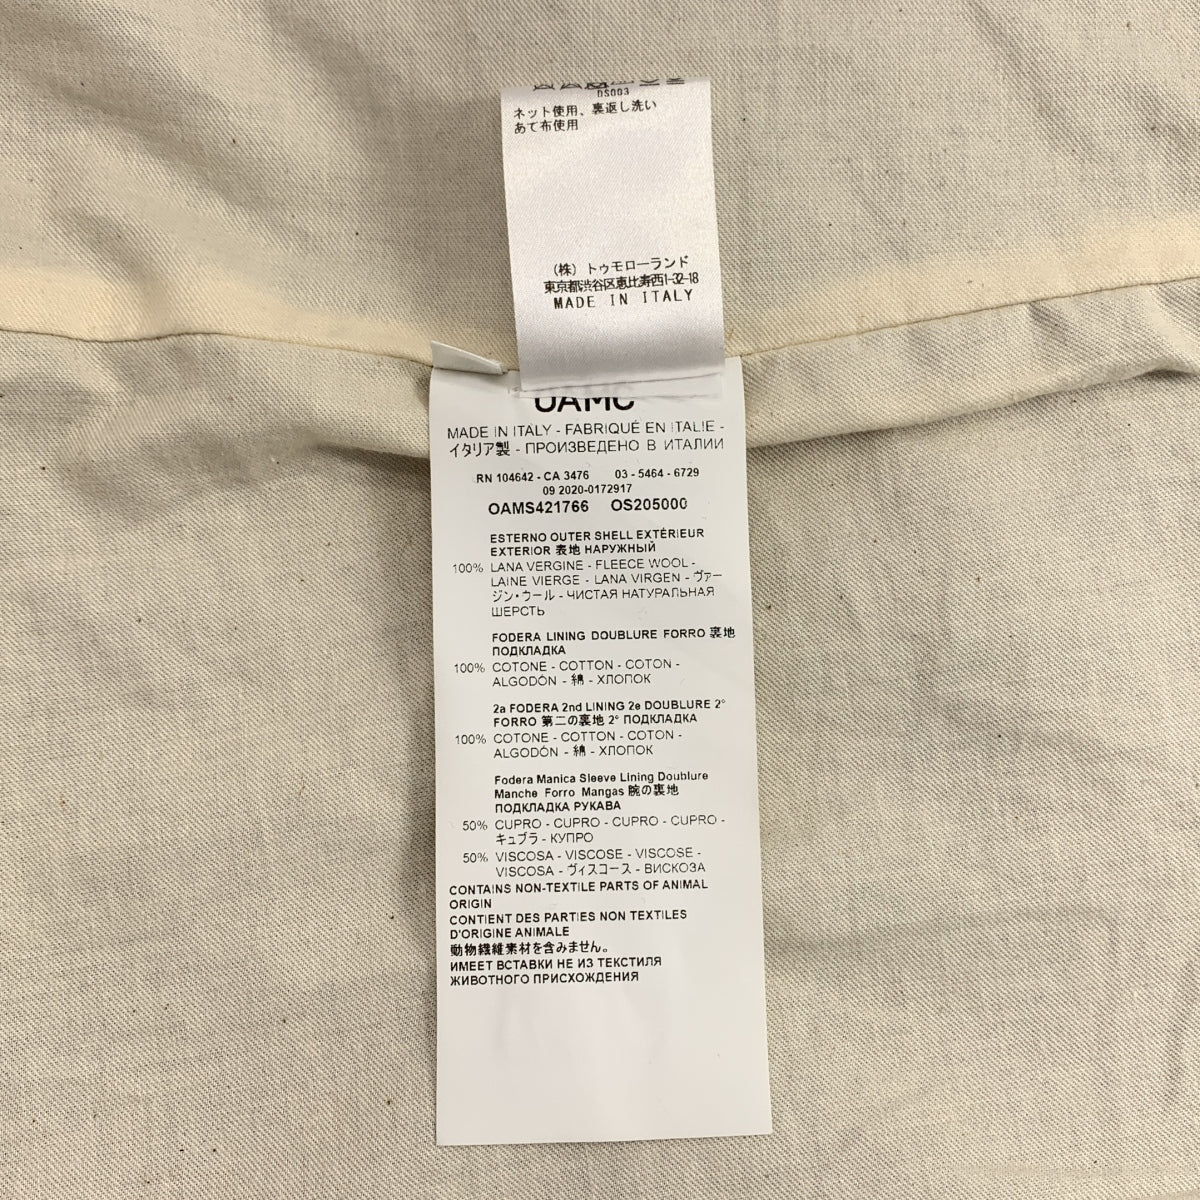 DS003
ネット使用、裏返し洗い
あて布使用
(株) トゥモローランド
東京都渋谷区恵比寿西1-32-18
MADE IN ITALY
OAMC
MADE IN ITALY - FABRIQUÉ EN ITALIE -
イタリア製 - ПРОИЗВЕДЕНО В ИТАЛИИ
RN 104642 - CA 3476 03 - 5464 - 6729
09 2020-0172917
OAMS421766 OS205000
ESTERNO OUTER SHELL EXTÉRIEUR
EXTERIOR 表地 НАРУЖНЫЙ
100% LANA VERGINE - FLEECE WOOL -
LAINE VIERGE - LANA VIRGEN - ヴァー
ジン・ウール - ЧИСТАЯ НАТУРАЛЬНАЯ
ШЕРСТЬ
FODERA LINING DOUBLURE FORRO 裏地
ПОДКЛАДКА
100% COTONE - COTTON - COTON -
ALGODÓN - 綿 - ХЛОПОК
2a FODERA 2nd LINING 2e DOUBLURE 2°
FORRO 第二の裏地 2° ПОДКЛАДКА
100% COTONE - COTTON - COTON -
ALGODÓN - 綿 - ХЛОПОК
Fodera Manica Sleeve Lining Doublure
Manche Forro Mangas 腕の裏地
ПОДКЛАДКА РУКАВА
50% CUPRO - CUPRO - CUPRO - CUPRO -
キュプラ - КУПРО
50% VISCOSA - VISCOSE - VISCOSE -
VISCOSA - ヴィスコース - ВИСКОЗА
CONTAINS NON-TEXTILE PARTS OF ANIMAL
ORIGIN
CONTIENT DES PARTIES NON TEXTILES
D'ORIGINE ANIMALE
動物繊維素材を含みません。
ИМЕЕТ ВСТАВКИ НЕ ИЗ ТЕКСТИЛЯ
ЖИВОТНОГО ПРИСХОЖДЕНИЯ